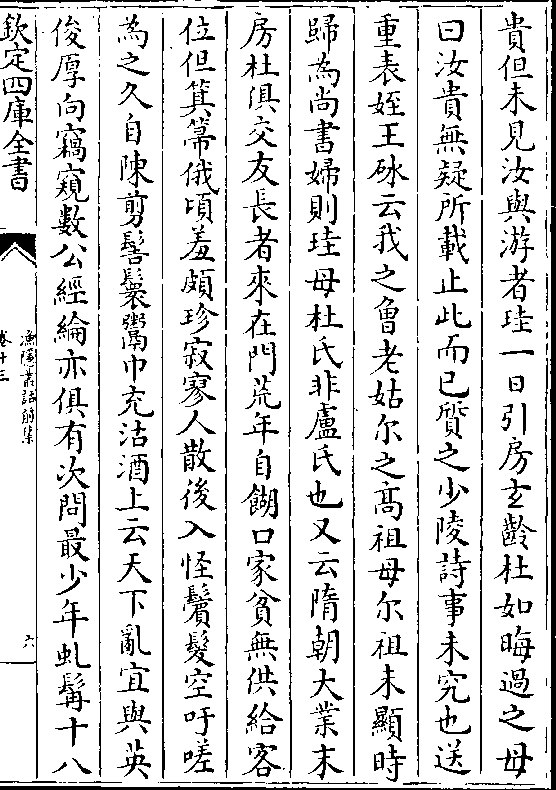 貴但未見汝與游者珪一日引房玄齡杜如晦過之母
曰汝貴無疑所載止此而已質之少陵詩事未究也送
重表姪王砅云我之曾老姑尔之高祖母尔祖未顯時
歸為尚書婦則珪母杜氏非盧氏也又云隋朝大業末
房杜俱交友長者來在門荒年自餬口家貧無供給客
位但箕箒俄頃羞頗珍寂寥人散後入怪鬢髮空吁嗟
為之久自陳剪髻鬟鬻巾充沽酒上云天下亂宜與英
俊厚向竊窺數公經綸亦俱有次問最少年虬髯十八
欽定四庫全書
漁隱叢話前集
卷十三
六